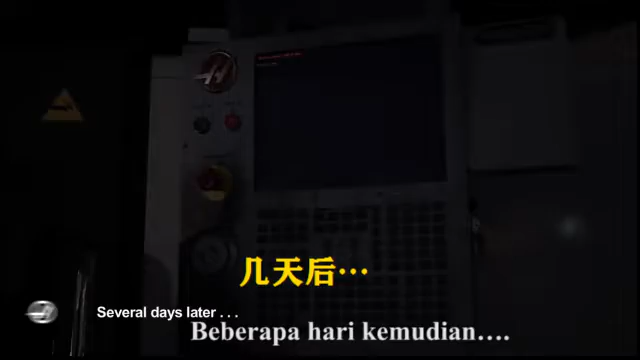 几天后…
Several days later . . .
Beberapa hari kemudian....